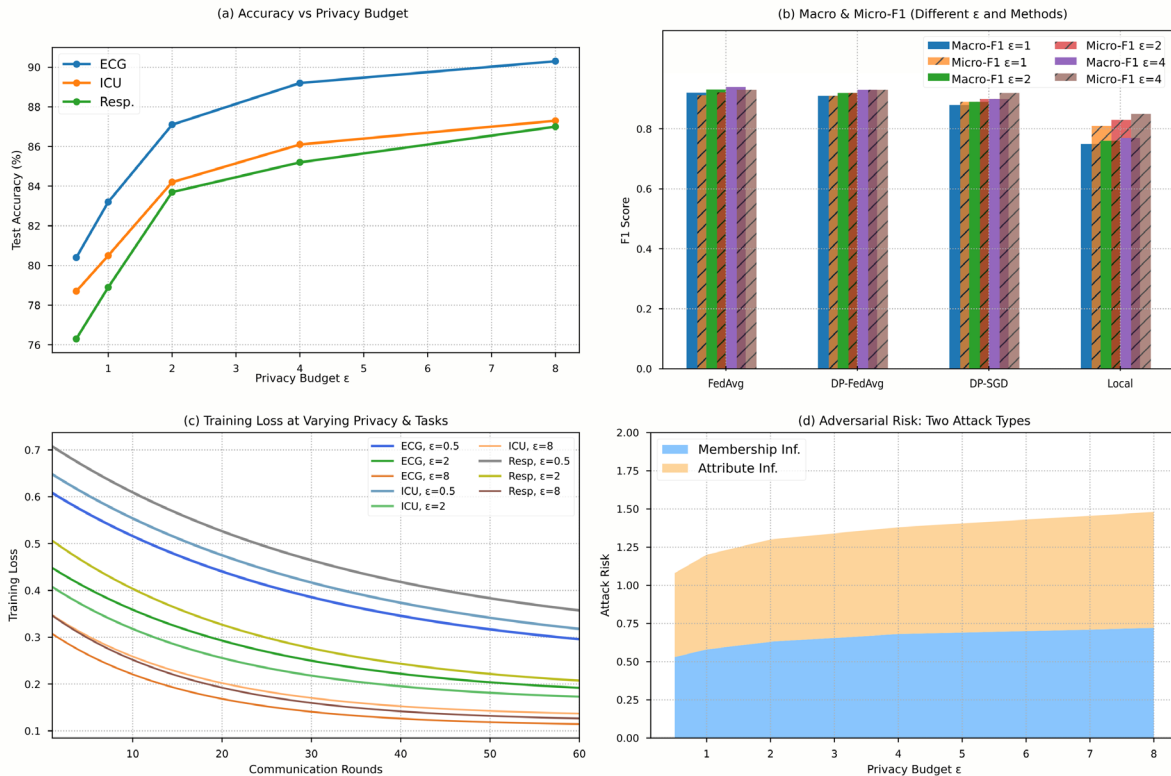 (a) Accuracy vs Privacy Budget
ECG
ICU
Resp.
90
88
86
84
82
80
78
76
Test Accuracy (%)
1
2
3
4
5
6
7
8
Privacy Budget ε
(b) Macro & Micro-F1 (Different ε and Methods)
Macro-F1 ε=1
Micro-F1 ε=1
Macro-F1 ε=2
Micro-F1 ε=2
Macro-F1 ε=4
Micro-F1 ε=4
0.8
0.6
0.4
0.2
0.0
F1 Score
FedAvg
DP-FedAvg
DP-SGD
Local
(c) Training Loss at Varying Privacy & Tasks
ECG, ε=0.5
ECG, ε=2
ECG, ε=8
ICU, ε=0.5
ICU, ε=2
ICU, ε=8
Resp, ε=0.5
Resp, ε=2
Resp, ε=8
0.7
0.6
0.5
0.4
0.3
0.2
0.1
Training Loss
10
20
30
40
50
60
Communication Rounds
(d) Adversarial Risk: Two Attack Types
Membership Inf.
Attribute Inf.
2.00
1.75
1.50
1.25
1.00
0.75
0.50
0.25
0.00
Attack Risk
1
2
3
4
5
6
7
8
Privacy Budget ε